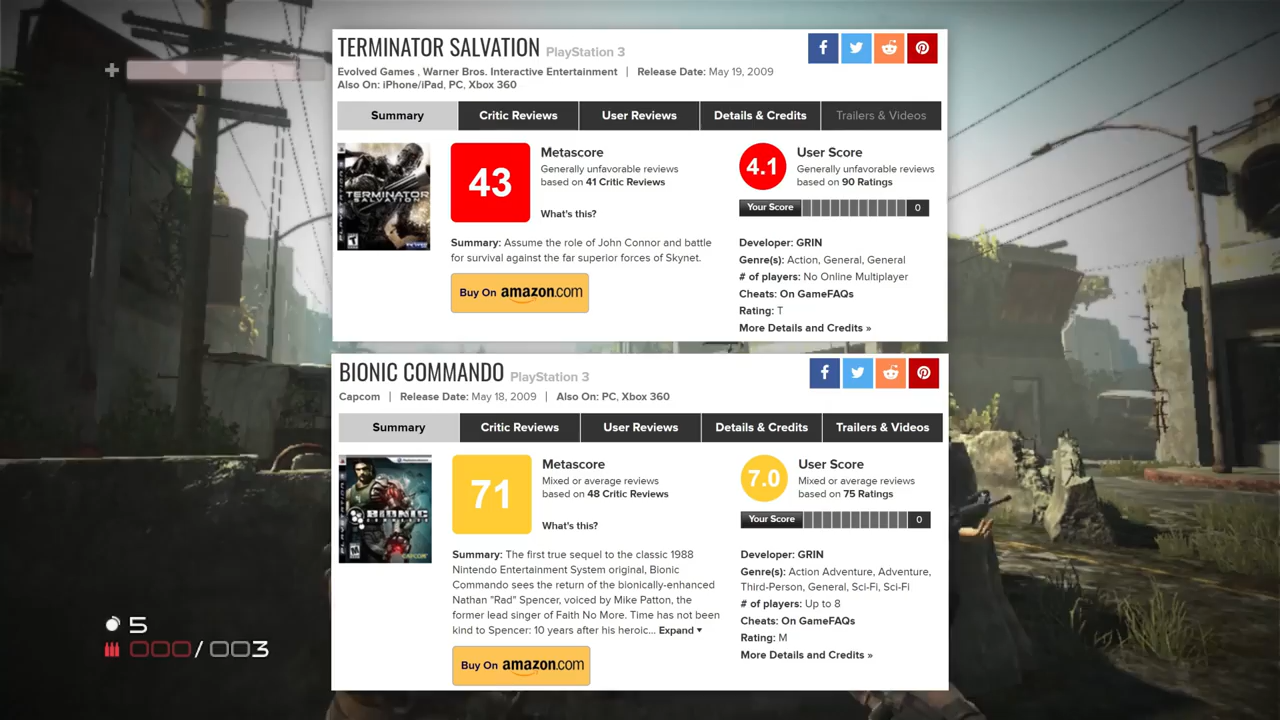 TERMINATOR SALVATION PlayStation 3
Evolved Games , Warner Bros. Interactive Entertainment | Release Date: May 19, 2009
Also On: iPhone/iPad, PC, Xbox 360
Summary Critic Reviews User Reviews Details & Credits Trailers & Videos
TERMINATOR
SALVATION
43
Metascore
Generally unfavorable reviews
based on 41 Critic Reviews
What's this?
Summary: Assume the role of John Connor and battle
for survival against the far superior forces of Skynet.
Buy On amazon.com
4.1
User Score
Generally unfavorable reviews
based on 90 Ratings
Your Score 0
Developer: GRIN
Genre(s): Action, General, General
# of players: No Online Multiplayer
Cheats: On GameFAQs
Rating: T
More Details and Credits »
BIONIC COMMANDO PlayStation 3
Capcom | Release Date: May 18, 2009 | Also On: PC, Xbox 360
Summary Critic Reviews User Reviews Details & Credits Trailers & Videos
BIONIC
71
Metascore
Mixed or average reviews
based on 48 Critic Reviews
What's this?
Summary: The first true sequel to the classic 1988
Nintendo Entertainment System original, Bionic
Commando sees the return of the bionically-enhanced
Nathan "Rad" Spencer, voiced by Mike Patton, the
former lead singer of Faith No More. Time has not been
kind to Spencer: 10 years after his heroic... Expand
Buy On amazon.com
7.0
User Score
Mixed or average reviews
based on 75 Ratings
Your Score 0
Developer: GRIN
Genre(s): Action Adventure, Adventure,
Third-Person, General, Sci-Fi, Sci-Fi
# of players: Up to 8
Cheats: On GameFAQs
Rating: M
More Details and Credits »
5
000/003